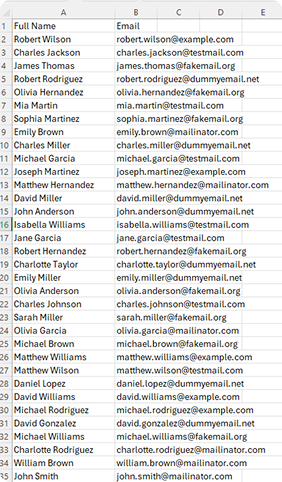 A B C D E
1 Full Name Email
2 Robert Wilson robert.wilson@example.com
3 Charles Jackson charles.jackson@testmail.com
4 James Thomas james.thomas@fakemail.org
5 Robert Rodriguez robert.rodriguez@dummyemail.net
6 Olivia Hernandez olivia.hernandez@fakemail.org
7 Mia Martin mia.martin@testmail.com
8 Sophia Martinez sophia.martinez@fakemail.org
9 Emily Brown emily.brown@mailinator.com
10 Charles Miller charles.miller@dummyemail.net
11 Michael Garcia michael.garcia@testmail.com
12 Joseph Martinez joseph.martinez@example.com
13 Matthew Hernandez matthew.hernandez@mailinator.com
14 David Miller david.miller@dummyemail.net
15 John Anderson john.anderson@dummyemail.net
16 Isabella Williams isabella.williams@testmail.com
17 Jane Garcia jane.garcia@testmail.com
18 Robert Hernandez robert.hernandez@fakemail.org
19 Charlotte Taylor charlotte.taylor@dummyemail.net
20 Emily Miller emily.miller@dummyemail.net
21 Olivia Anderson olivia.anderson@fakemail.org
22 Charles Johnson charles.johnson@testmail.com
23 Sarah Miller sarah.miller@fakemail.org
24 Olivia Garcia olivia.garcia@mailinator.com
25 Michael Brown michael.brown@fakemail.org
26 Matthew Williams matthew.williams@example.com
27 Matthew Wilson matthew.wilson@testmail.com
28 Daniel Lopez daniel.lopez@dummyemail.net
29 David Williams david.williams@example.com
30 Michael Rodriguez michael.rodriguez@example.com
31 David Gonzalez david.gonzalez@dummyemail.net
32 Michael Williams michael.williams@fakemail.org
33 Charlotte Rodriguez charlotte.rodriguez@mailinator.com
34 William Brown william.brown@mailinator.com
35 John Smith john.smith@mailinator.com